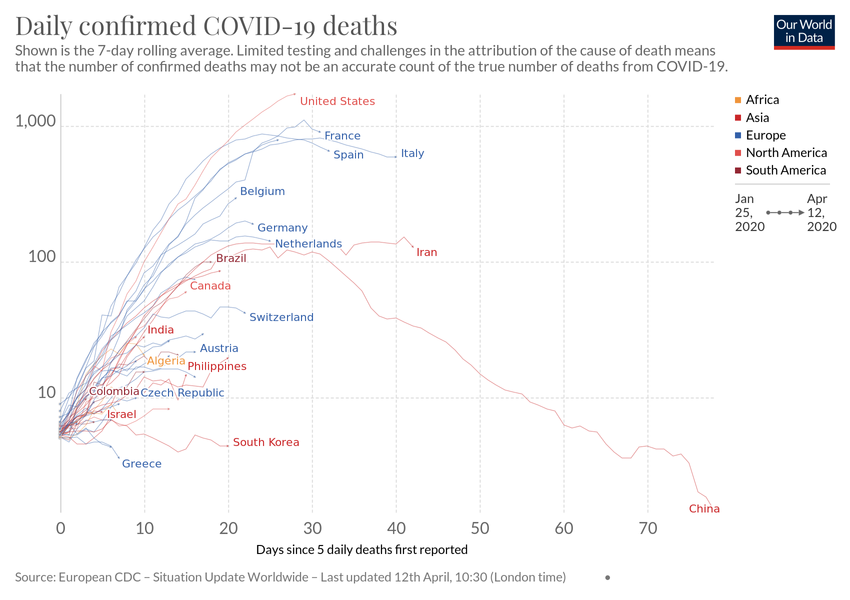 Daily confirmed COVID-19 deaths
Our World
in Data
Shown is the 7-day rolling average. Limited testing and challenges in the attribution of the cause of death means
that the number of confirmed deaths may not be an accurate count of the true number of deaths from COVID-19.
1,000
100
10
United States
France
Spain
Italy
Belgium
Germany
Netherlands
Iran
Brazil
Canada
Switzerland
India
Austria
Algeria
Philippines
Colombia
Czech Republic
Israel
South Korea
Greece
China
Africa
Asia
Europe
North America
South America
Jan
25,
2020
Apr
12,
2020
0
10
20
30
40
50
60
70
Days since 5 daily deaths first reported
Source: European CDC – Situation Update Worldwide – Last updated 12th April, 10:30 (London time)